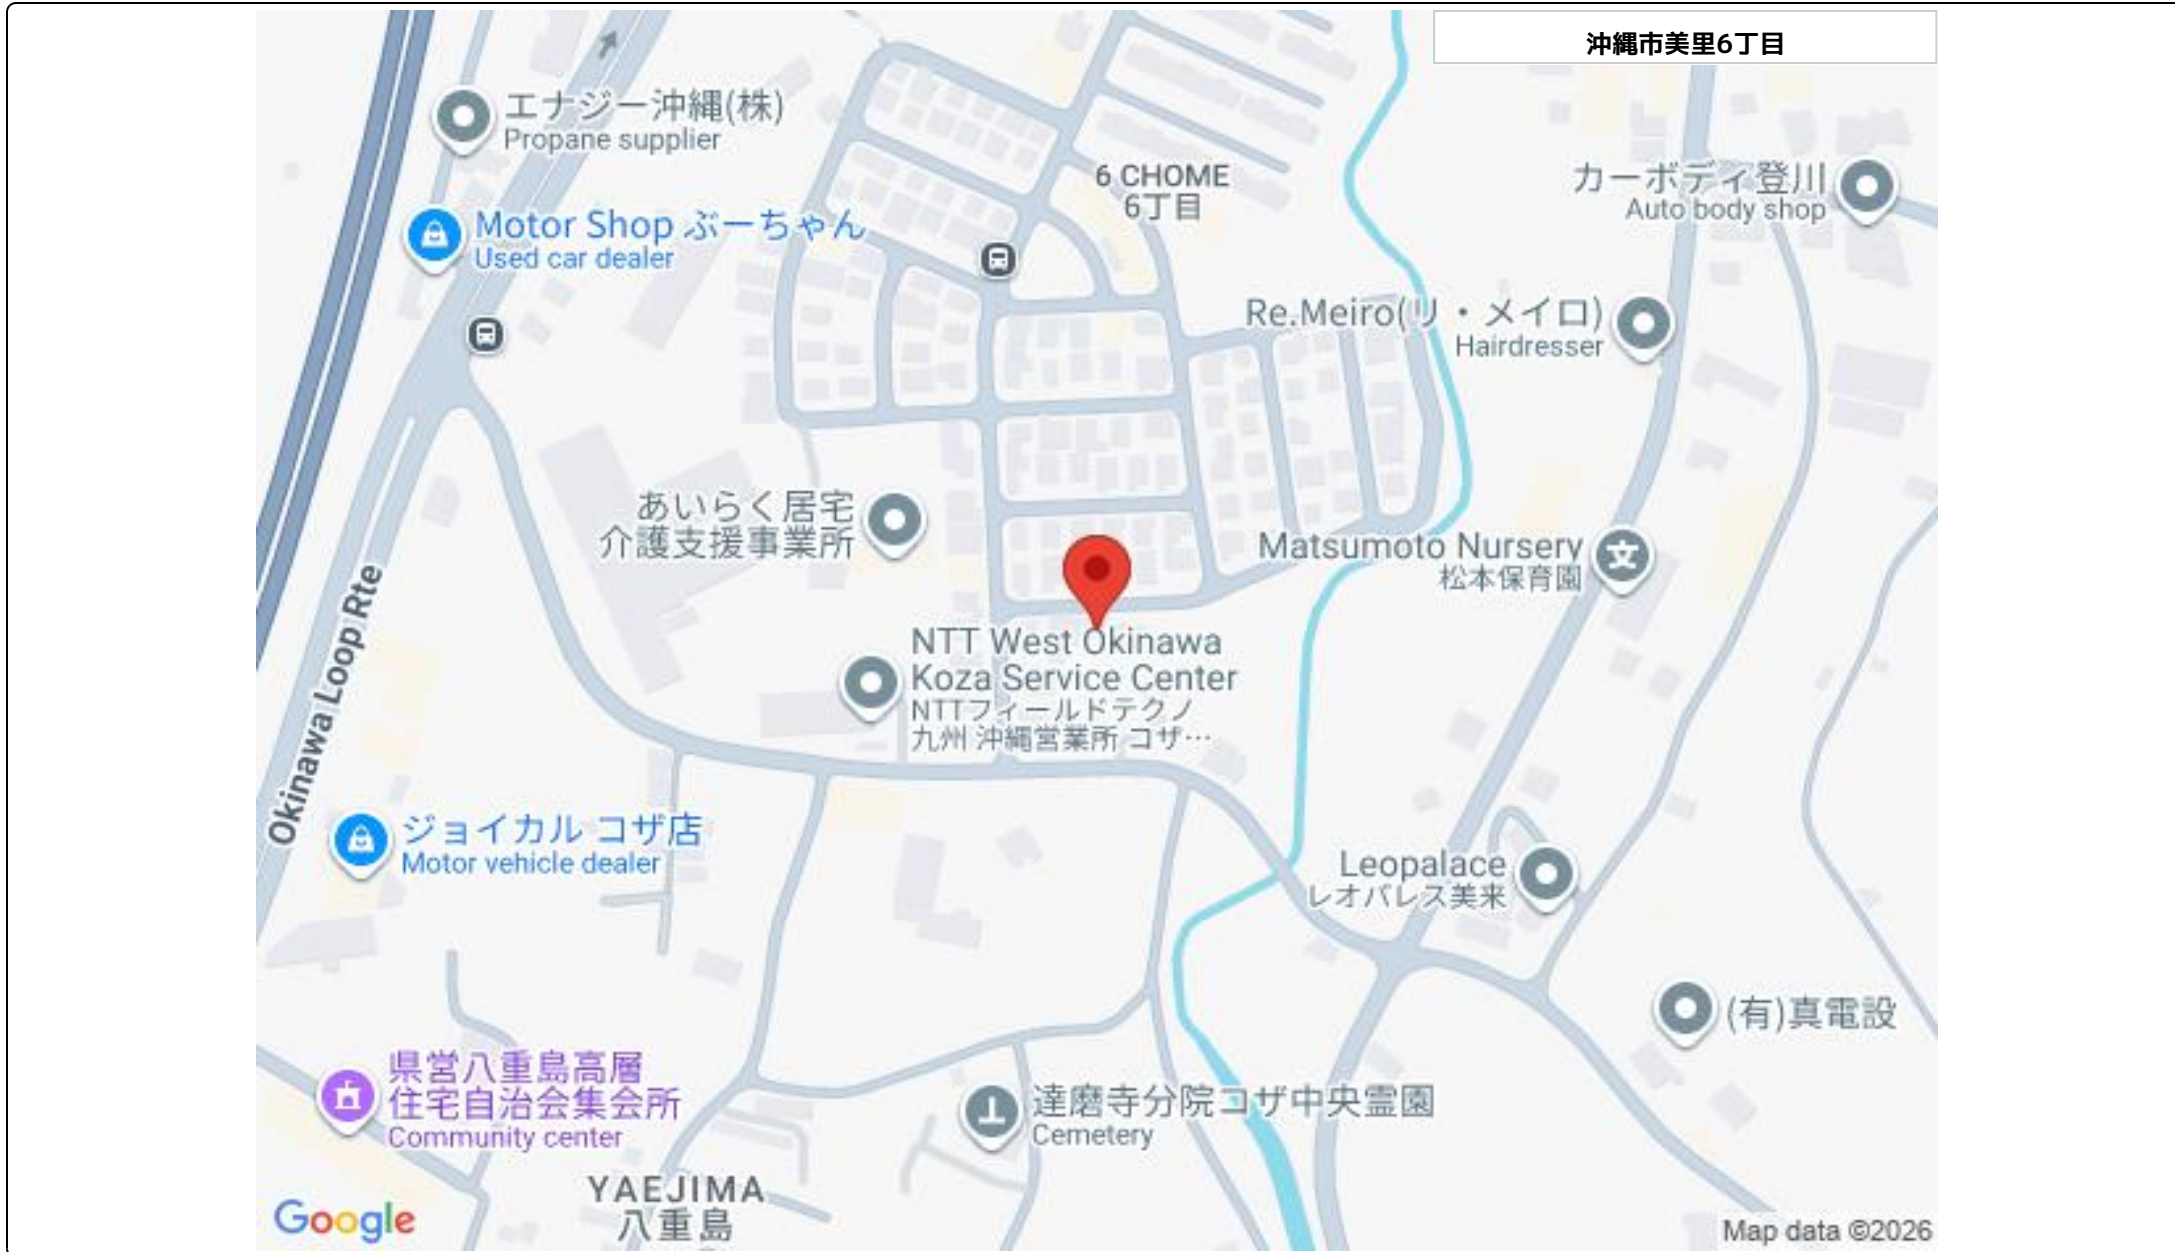 沖縄市美里6丁目
エナジー沖縄(株)
Propane supplier
6 CHOME
6丁目
カーボディ登川
Auto body shop
Motor Shop ぶーちゃん
Used car dealer
Re.Meiro(リ・メイロ)
Hairdresser
あいらく居宅
介護支援事業所
Matsumoto Nursery
松本保育園
Okinawa Loop Rte
NTT West Okinawa
Koza Service Center
NTTフィールドテクノ
九州 沖縄営業所 コザ…
ジョイカル コザ店
Motor vehicle dealer
Leopalace
レオパレス美来
(有)真電設
県営八重島高層
住宅自治会集会所
Community center
達磨寺分院コザ中央霊園
Cemetery
YAEJIMA
八重島
Google
Map data ©2026
文